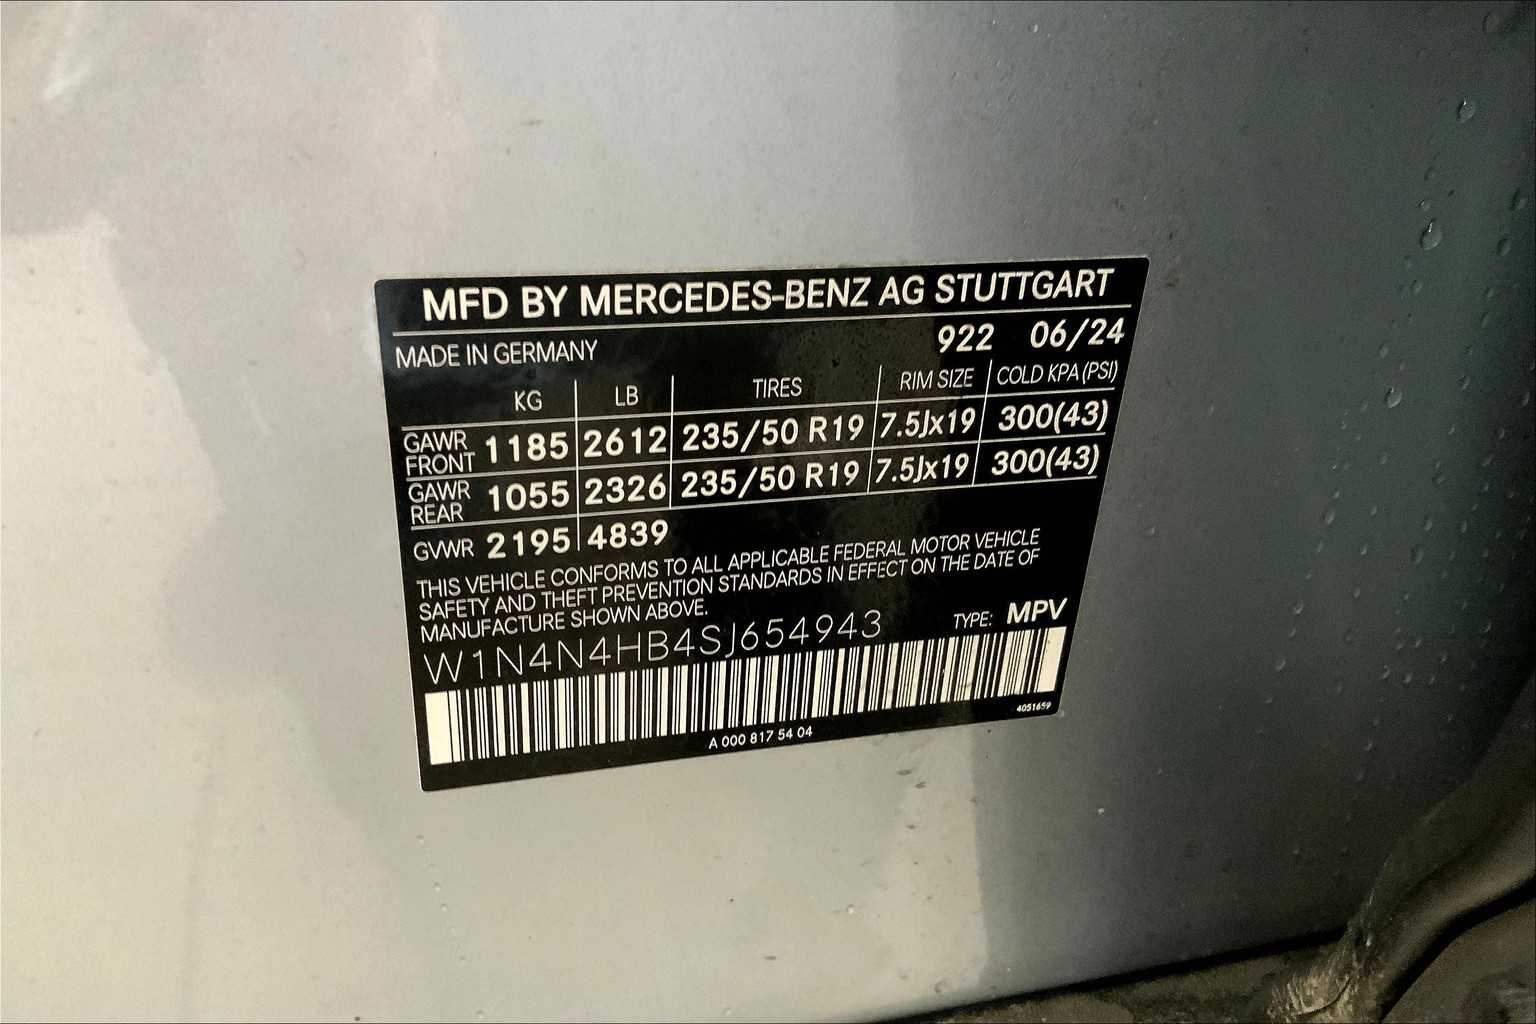 MFD BY MERCEDES-BENZ AG STUTTGART
MADE IN GERMANY 922 06/24
KG LB TIRES RIM SIZE COLD KPA (PSI)
GAWR FRONT 1185 2612 235/50 R19 7.5Jx19 300(43)
GAWR REAR 1055 2326 235/50 R19 7.5Jx19 300(43)
GVWR 2195 4839
THIS VEHICLE CONFORMS TO ALL APPLICABLE FEDERAL MOTOR VEHICLE
SAFETY AND THEFT PREVENTION STANDARDS IN EFFECT ON THE DATE OF
MANUFACTURE SHOWN ABOVE.
W1N4N4HB4SJ654943 TYPE: MPV
4051659
A 000 817 54 04